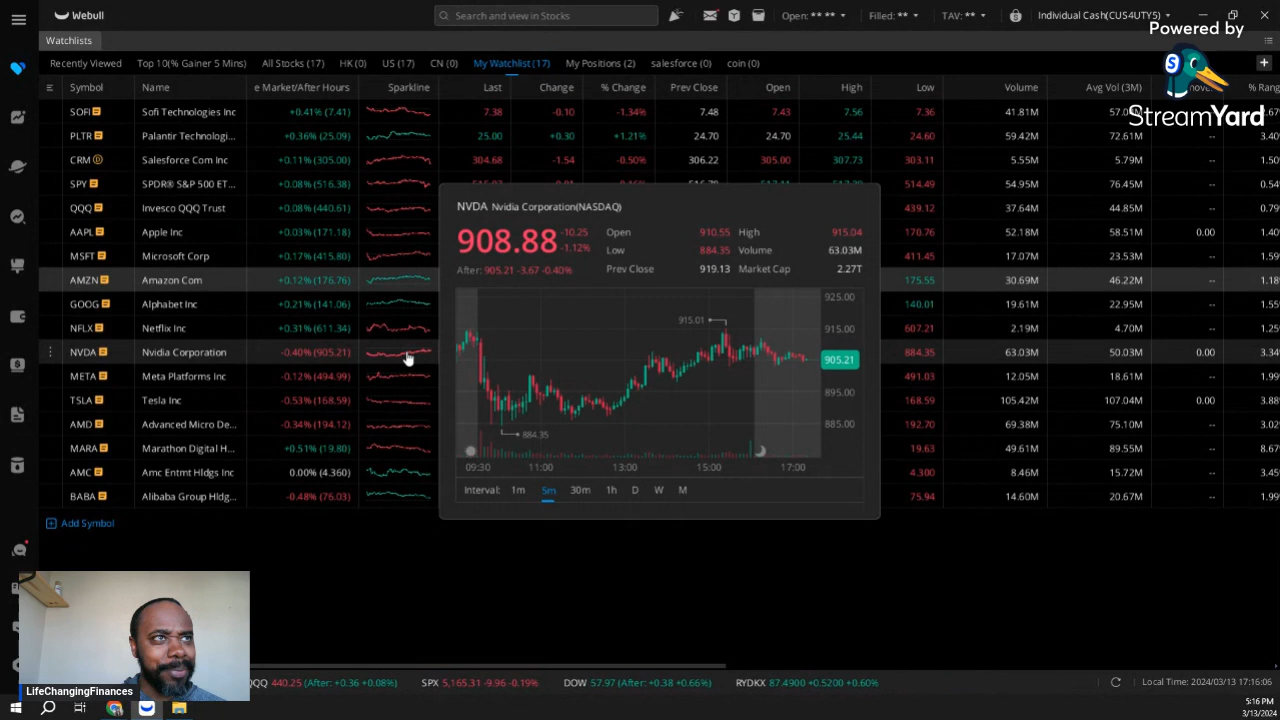 Webull
Search and view in Stocks
Open: ** **
Filled: ** **
TAV: ** **
Individual Cash(CUS4UTY5)
Powered by
StreamYard
Watchlists
Recently Viewed Top 10(% Gainer 5 Mins) All Stocks (17) HK(0) US (17) CN (0) My Watchlist (17) My Positions (2) salesforce (0) coin (0)
Symbol Name e Market/After Hours Sparkline Last Change % Change Prev Close Open High Low Volume Avg Vol (3M) % Rang
SOFI Sofi Technologies Inc +0.41% (7.41) 7.38 -0.10 -1.34% 7.48 7.43 7.56 7.36 41.81M
PLTR Palantir Technologi... +0.36% (25.09) 25.00 +0.30 +1.21% 24.70 24.70 25.44 24.60 59.42M 72.61M
CRM Salesforce Com Inc +0.11% (305.00) 304.68 -1.54 -0.50% 306.22 305.00 307.73 303.11 5.55M 5.79M -- 1.50
SPY SPDR® S&P 500 ET... +0.08% (516.38) 514.49 54.95M 76.45M -- 0.54
QQQ Invesco QQQ Trust +0.08% (440.61) 439.12 37.64M 44.85M -- 0.79
AAPL Apple Inc +0.03% (171.18) 170.76 52.18M 58.51M 0.00 1.40
MSFT Microsoft Corp +0.17% (415.80) 411.45 17.07M 23.53M -- 1.56
AMZN Amazon Com +0.12% (176.76) 175.55 30.69M 46.22M -- 1.18
GOOG Alphabet Inc +0.21% (141.06) 140.01 19.61M 22.95M -- 1.54
NFLX Netflix Inc +0.31% (611.34) 607.21 2.19M 4.70M -- 1.50
NVDA Nvidia Corporation -0.40% (905.21) 884.35 63.03M 50.03M 0.00 3.34
META Meta Platforms Inc -0.12% (494.99) 491.03 12.05M 18.61M -- 1.99
TSLA Tesla Inc -0.53% (168.59) 168.59 105.42M 107.04M 0.00 3.88
AMD Advanced Micro De... -0.34% (194.12) 192.70 69.38M 75.10M -- 3.65
MARA Marathon Digital H... +0.51% (19.80) 19.63 49.61M 89.55M -- 8.36
AMC Amc Entmt Hldgs Inc 0.00% (4.360) 4.300 8.46M 15.72M -- 3.45
BABA Alibaba Group Hldg... -0.48% (76.03) 75.94 14.60M 20.67M -- 1.99
Add Symbol
NVDA Nvidia Corporation(NASDAQ)
908.88 -10.25
-1.12%
Open 910.55 High 915.04
Low 884.35 Volume 63.03M
After: 905.21 -3.67 -0.40% Prev Close 919.13 Market Cap 2.27T
925.00
915.01
915.00
905.21
895.00
885.00
884.35
09:30 11:00 13:00 15:00 17:00
Interval: 1m 5m 30m 1h D W M
LifeChangingFinances
QQQ 440.25 (After: +0.36 +0.08%) SPX 5,165.31 -9.96 -0.19% DOW 57.97 (After: +0.38 +0.66%) RYDKX 87.4900 +0.5200 +0.60%
Local Time: 2024/03/13 17:16:06
5:16 PM
3/13/2024